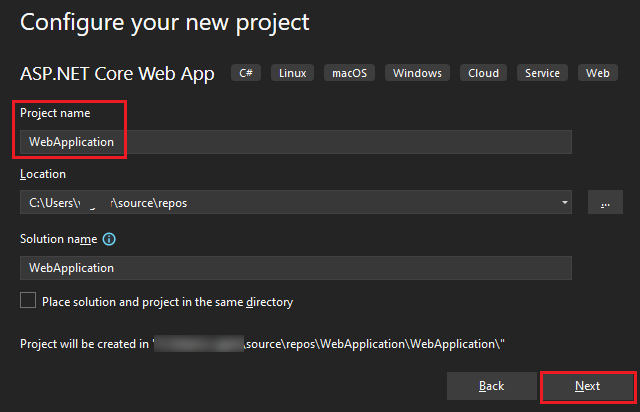 Configure your new project
ASP.NET Core Web App C# Linux macOS Windows Cloud Service Web
Project name
WebApplication
Location
C:\Users\ \source\repos
...
Solution name
WebApplication
Place solution and project in the same directory
Project will be created in " \source\repos\WebApplication\WebApplication\"
Back Next